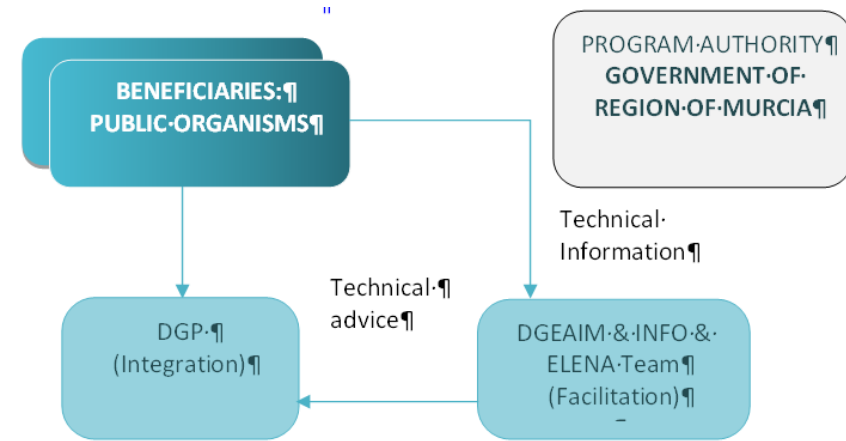 BENEFICIARIES:¶
PUBLIC·ORGANISMS¶
PROGRAM·AUTHORITY¶
GOVERNMENT·OF·
REGION·OF·MURCIA¶
Technical·
Information¶
Technical·¶
advice¶
DGP·¶
(Integration)¶
DGEAIM·&·INFO·&·
ELENA·Team¶
(Facilitation)¶